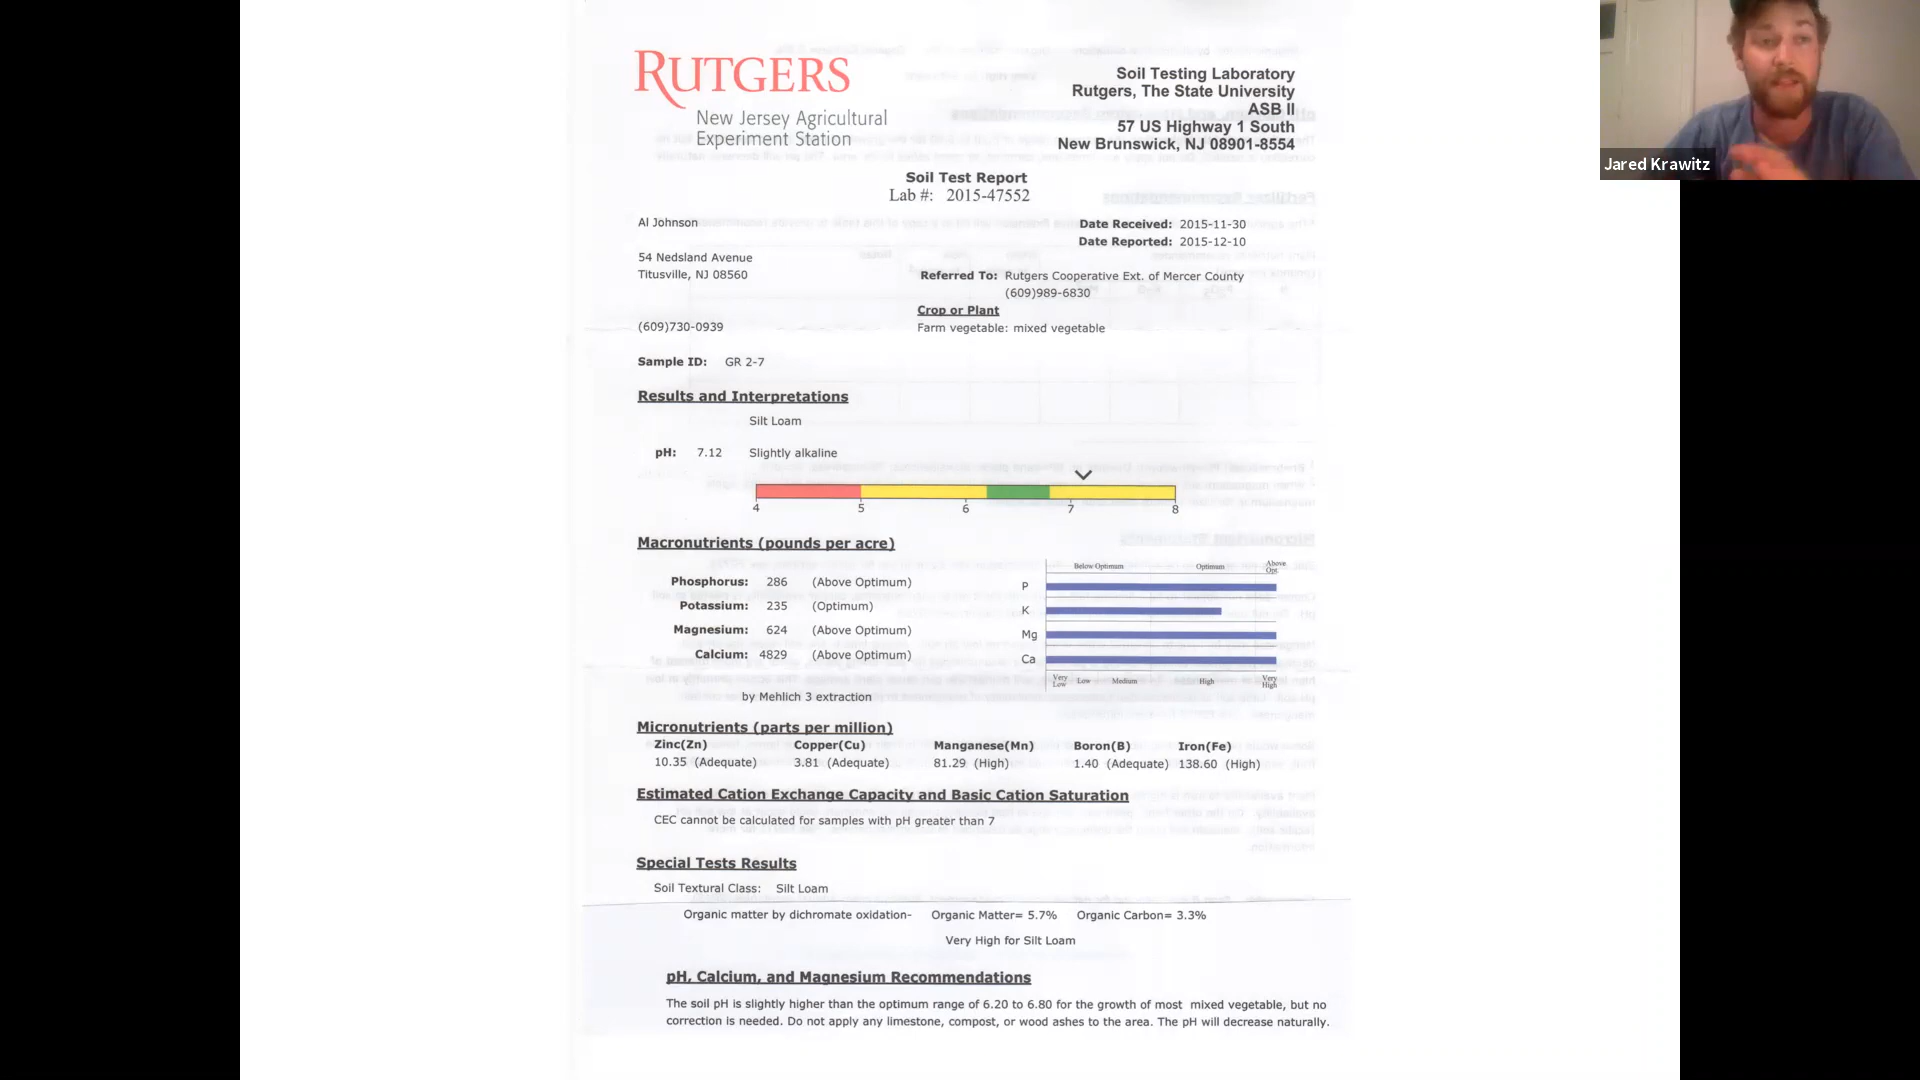 RUTGERS
New Jersey Agricultural
Experiment Station
Soil Testing Laboratory
Rutgers, The State University
ASB II
57 US Highway 1 South
New Brunswick, NJ 08901-8554
Jared Krawitz
Soil Test Report
Lab #: 2015-47552
Al Johnson
54 Nedsland Avenue
Titusville, NJ 08560
(609)730-0939
Date Received: 2015-11-30
Date Reported: 2015-12-10
Referred To: Rutgers Cooperative Ext. of Mercer County
(609)989-6830
Crop or Plant
Farm vegetable: mixed vegetable
Sample ID: GR 2-7
Results and Interpretations
Silt Loam
pH: 7.12 Slightly alkaline
4 5 6 7 8
Macronutrients (pounds per acre)
Phosphorus: 286 (Above Optimum)
Potassium: 235 (Optimum)
Magnesium: 624 (Above Optimum)
Calcium: 4829 (Above Optimum)
by Mehlich 3 extraction
Below Optimum Optimum Above Opt.
P
K
Mg
Ca
Very Low Low Medium High Very High
Micronutrients (parts per million)
Zinc(Zn) Copper(Cu) Manganese(Mn) Boron(B) Iron(Fe)
10.35 (Adequate) 3.81 (Adequate) 81.29 (High) 1.40 (Adequate) 138.60 (High)
Estimated Cation Exchange Capacity and Basic Cation Saturation
CEC cannot be calculated for samples with pH greater than 7
Special Tests Results
Soil Textural Class: Silt Loam
Organic matter by dichromate oxidation- Organic Matter= 5.7% Organic Carbon= 3.3%
Very High for Silt Loam
pH, Calcium, and Magnesium Recommendations
The soil pH is slightly higher than the optimum range of 6.20 to 6.80 for the growth of most mixed vegetable, but no
correction is needed. Do not apply any limestone, compost, or wood ashes to the area. The pH will decrease naturally.